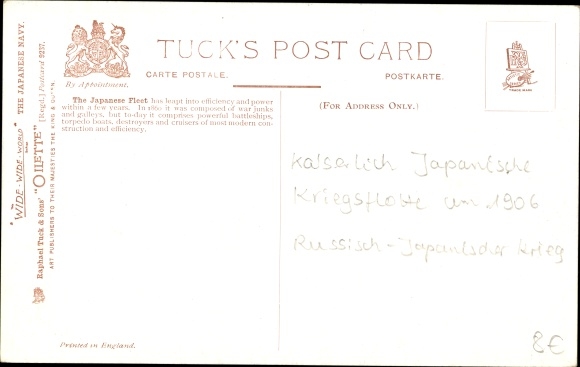 TUCK'S POST CARD
CARTE POSTALE.
POSTKARTE.
By Appointment.
(FOR ADDRESS ONLY.)
The Japanese Fleet has leapt into efficiency and power
within a few years. In 1860 it was composed of war junks
and galleys, but to-day it comprises powerful battleships,
torpedo boats, destroyers and cruisers of most modern con-
struction and efficiency.
"WIDE-WIDE-WORLD" THE JAPANESE NAVY.
Raphael Tuck & Sons' "OILETTE" [Regd.] Postcard 9237.
ART PUBLISHERS TO THEIR MAJESTIES THE KING & QUEEN.
TRADE MARK
Kaiserlich Japanische
Kriegsflotte um 1906
Russisch-Japanischer Krieg
8€
Printed in England.